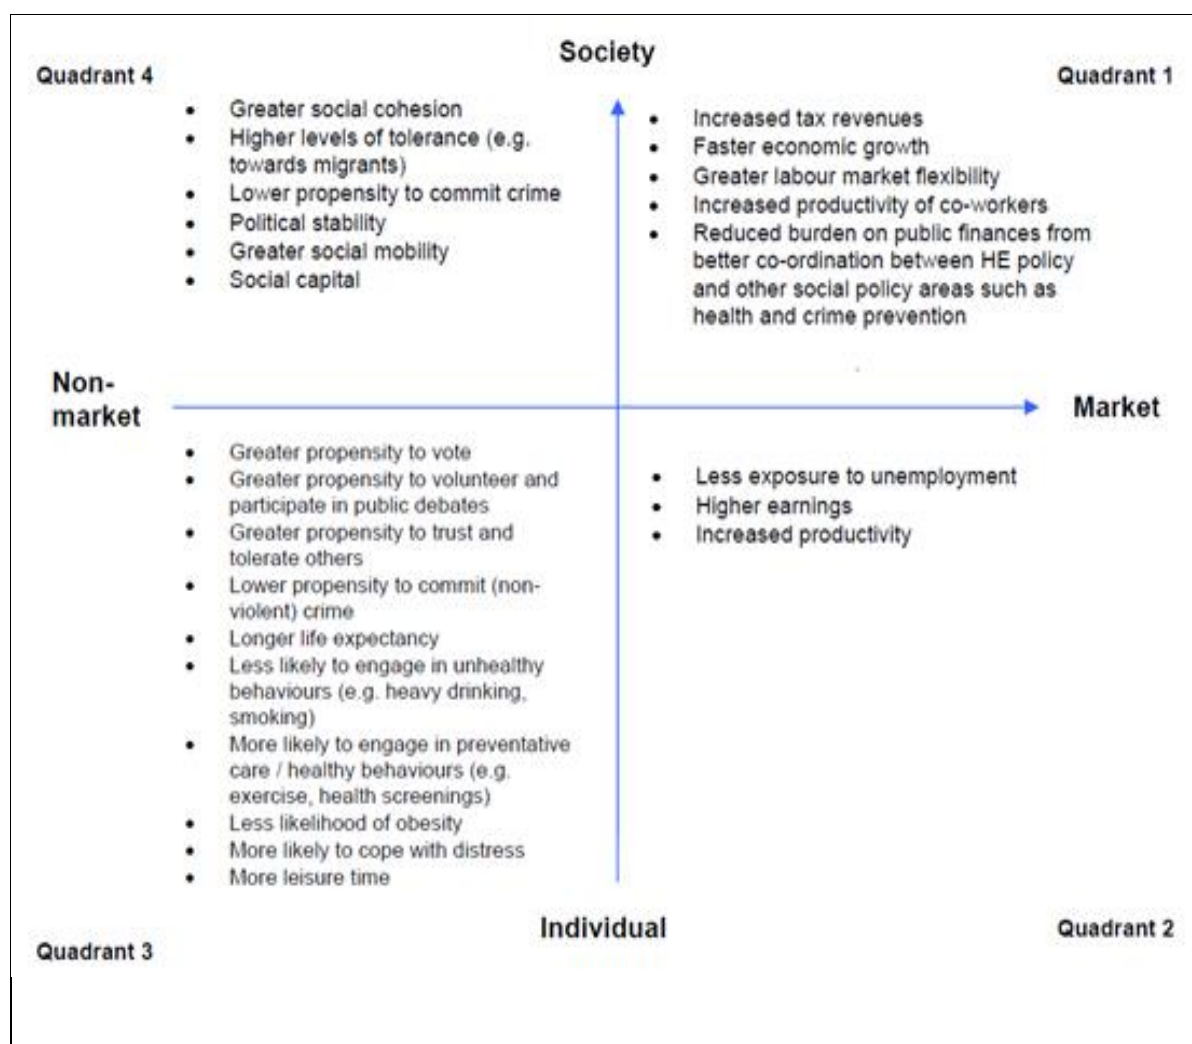 Society
Quadrant 4
Quadrant 1
• Greater social cohesion
• Higher levels of tolerance (e.g.
towards migrants)
• Lower propensity to commit crime
• Political stability
• Greater social mobility
• Social capital
• Increased tax revenues
• Faster economic growth
• Greater labour market flexibility
• Increased productivity of co-workers
• Reduced burden on public finances from
better co-ordination between HE policy
and other social policy areas such as
health and crime prevention
Non-
market
Market
• Greater propensity to vote
• Greater propensity to volunteer and
participate in public debates
• Greater propensity to trust and
tolerate others
• Lower propensity to commit (non-
violent) crime
• Longer life expectancy
• Less likely to engage in unhealthy
behaviours (e.g. heavy drinking,
smoking)
• More likely to engage in preventative
care / healthy behaviours (e.g.
exercise, health screenings)
• Less likelihood of obesity
• More likely to cope with distress
• More leisure time
• Less exposure to unemployment
• Higher earnings
• Increased productivity
Individual
Quadrant 3
Quadrant 2